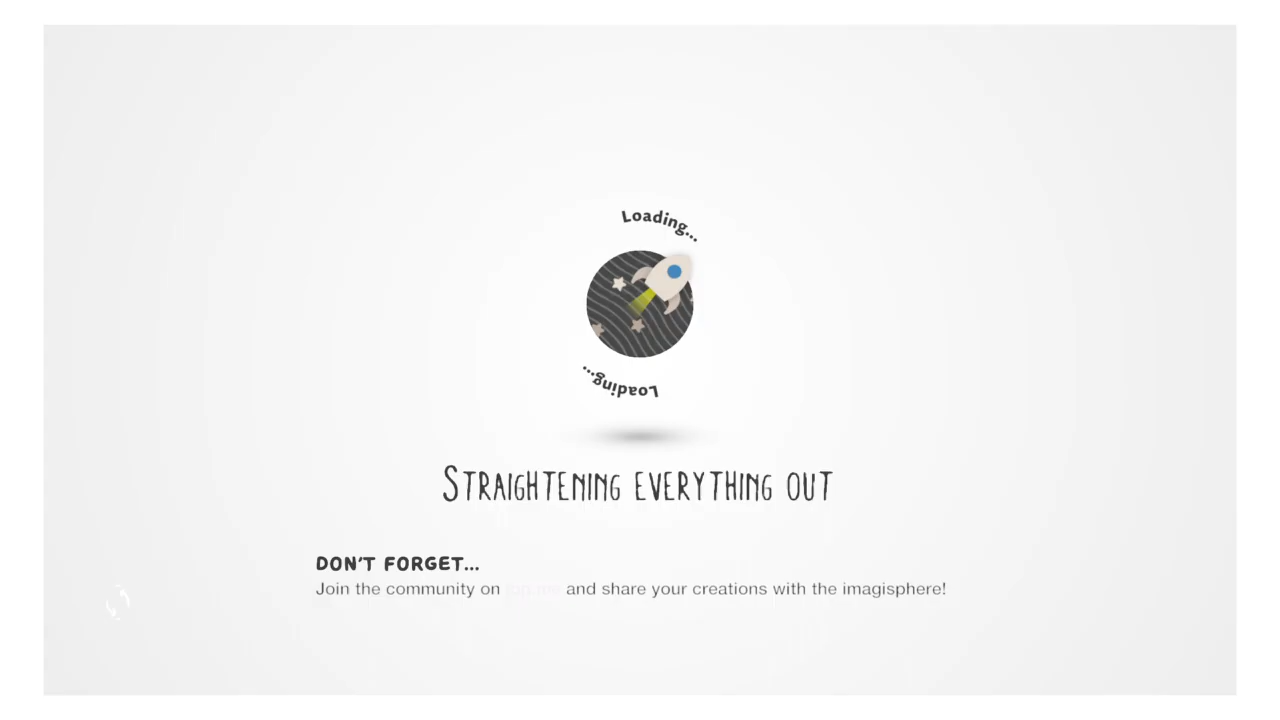 Loading...
Loading...
STRAIGHTENING EVERYTHING OUT
DON'T FORGET...
Join the community on and share your creations with the imagisphere!